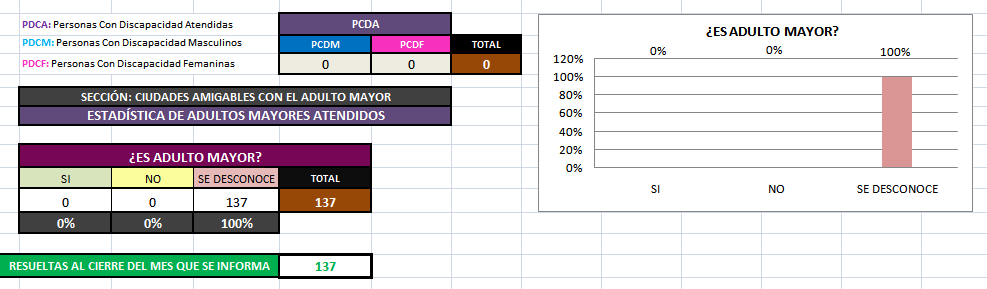 PDCA: Personas Con Discapacidad Atendidas
PDCM: Personas Con Discapacidad Masculinos
PDCF: Personas Con Discapacidad Femaninas
PCDA
PCDM PCDF TOTAL
0 0 0
SECCIÓN: CIUDADES AMIGABLES CON EL ADULTO MAYOR
ESTADÍSTICA DE ADULTOS MAYORES ATENDIDOS
¿ES ADULTO MAYOR?
SI NO SE DESCONOCE TOTAL
0 0 137 137
0% 0% 100%
RESUELTAS AL CIERRE DEL MES QUE SE INFORMA 137
¿ES ADULTO MAYOR?
0% 0% 100%
120%
100%
80%
60%
40%
20%
0%
SI NO SE DESCONOCE